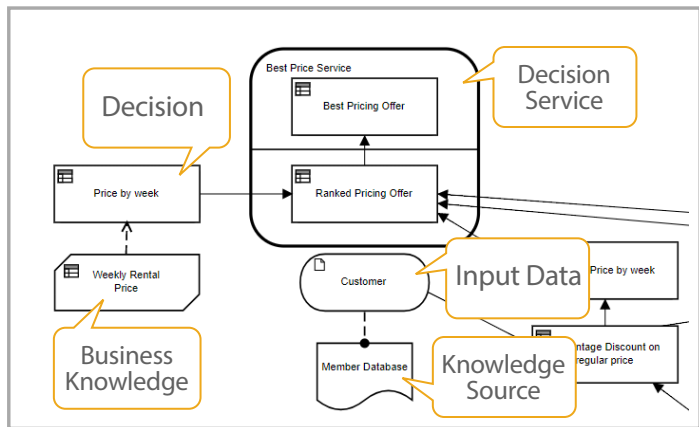 Best Price Service
Decision
Service
Best Pricing Offer
Decision
Price by week
Ranked Pricing Offer
Weekly Rental
Price
Customer
Input Data
Price by week
Business
Knowledge
Member Database
Knowledge
Source
Discount on
regular price